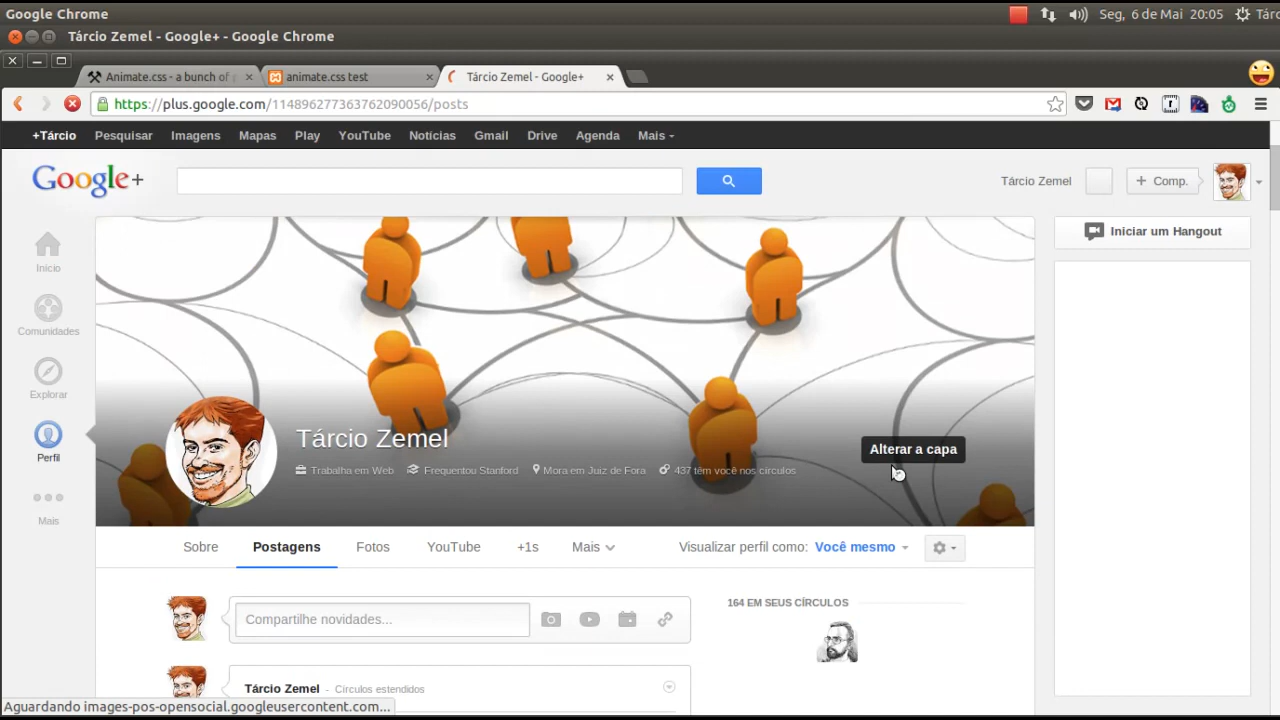 Google Chrome
Seg, 6 de Mai 20:05
Tárc
Tárcio Zemel - Google+ - Google Chrome
Animate.css - a bunch of
animate.css test
Tárcio Zemel - Google+
https://plus.google.com/114896277363762090056/posts
+Tárcio Pesquisar Imagens Mapas Play YouTube Notícias Gmail Drive Agenda Mais
Google+
Tárcio Zemel
+ Comp.
Início
Comunidades
Explorar
Perfil
Mais
Iniciar um Hangout
Tárcio Zemel
Alterar a capa
Trabalha em Web Frequentou Stanford Mora em Juiz de Fora 437 têm você nos círculos
Sobre Postagens Fotos YouTube +1s Mais Visualizar perfil como: Você mesmo
164 EM SEUS CÍRCULOS
Compartilhe novidades...
Tárcio Zemel - Círculos estendidos
Aguardando images-pos-opensocial.googleusercontent.com...